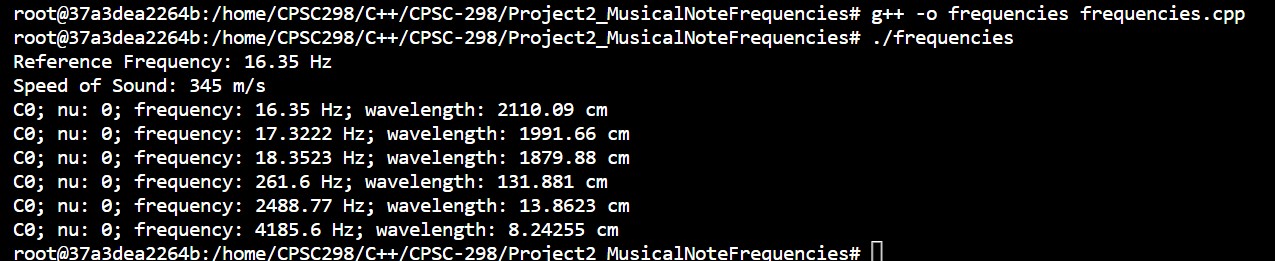 root@37a3dea2264b:/home/CPSC298/C++/CPSC-298/Project2_MusicalNoteFrequencies# g++ -o frequencies frequencies.cpp
root@37a3dea2264b:/home/CPSC298/C++/CPSC-298/Project2_MusicalNoteFrequencies# ./frequencies
Reference Frequency: 16.35 Hz
Speed of Sound: 345 m/s
C0; nu: 0; frequency: 16.35 Hz; wavelength: 2110.09 cm
C0; nu: 0; frequency: 17.3222 Hz; wavelength: 1991.66 cm
C0; nu: 0; frequency: 18.3523 Hz; wavelength: 1879.88 cm
C0; nu: 0; frequency: 261.6 Hz; wavelength: 131.881 cm
C0; nu: 0; frequency: 2488.77 Hz; wavelength: 13.8623 cm
C0; nu: 0; frequency: 4185.6 Hz; wavelength: 8.24255 cm
root@37a3dea2264b:/home/CPSC298/C++/CPSC-298/Project2_MusicalNoteFrequencies#